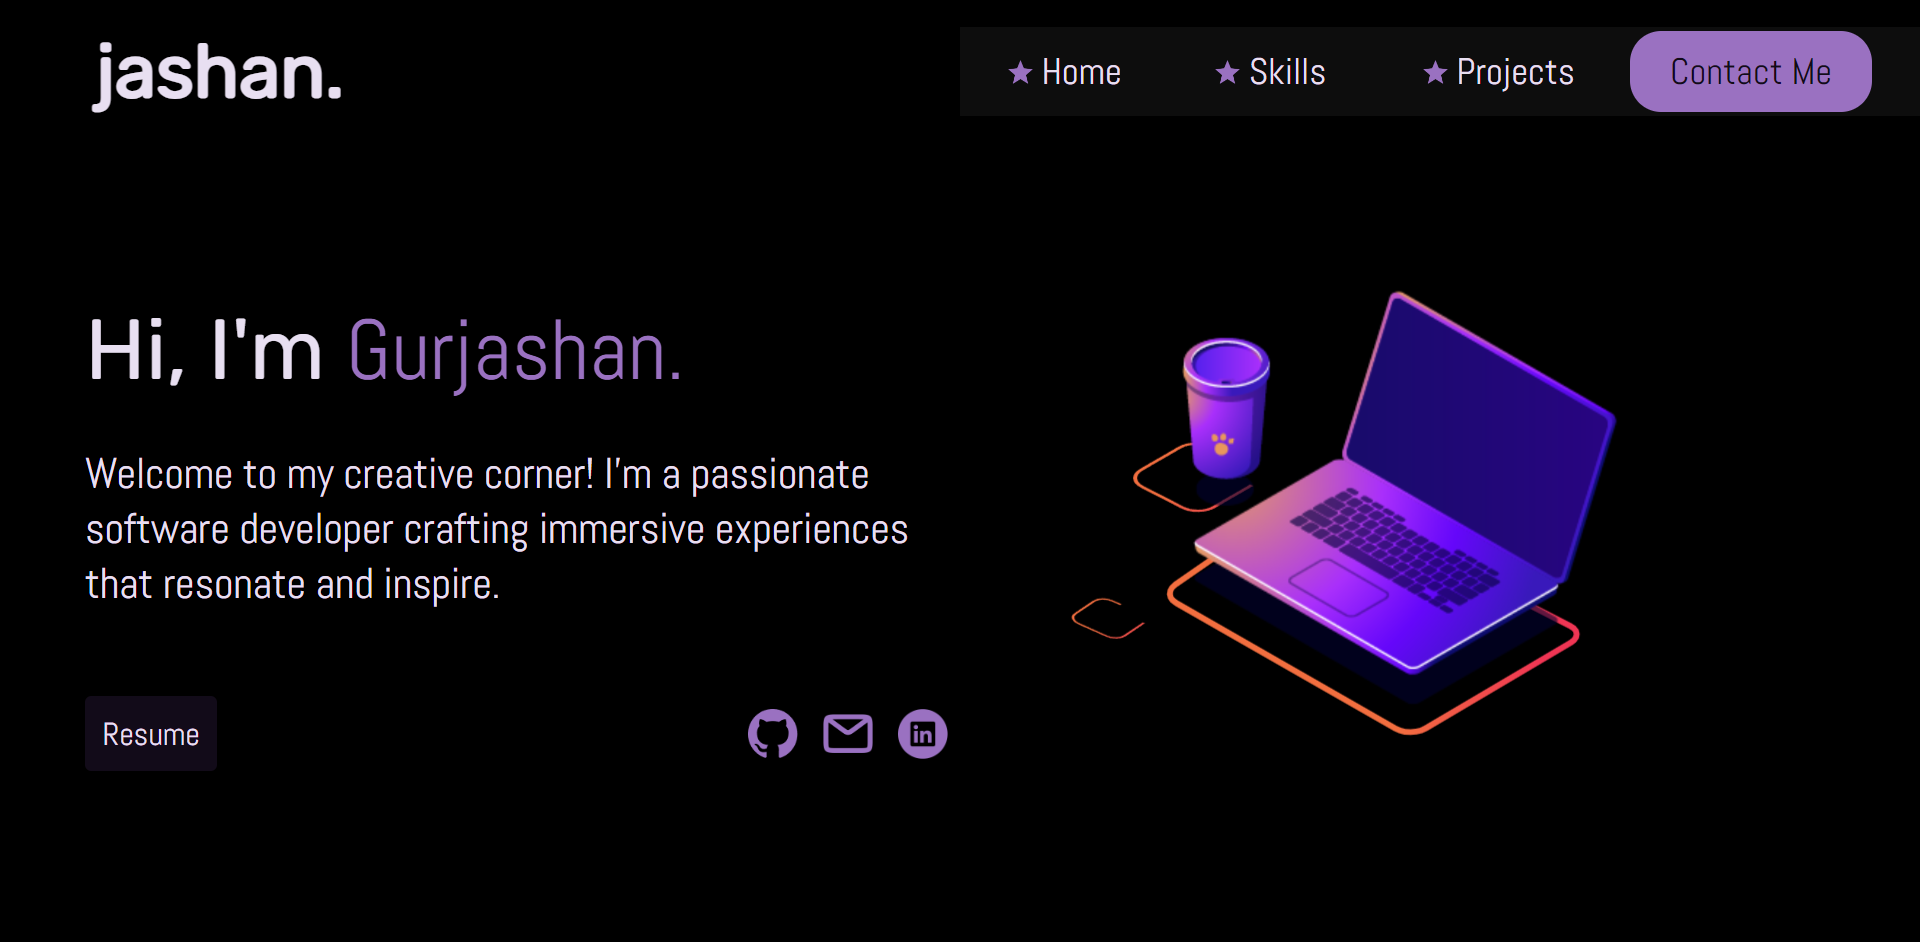 jashan.
Home
Skills
Projects
Contact Me
Hi, I'm Gurjashan.
Welcome to my creative corner! I'm a passionate
software developer crafting immersive experiences
that resonate and inspire.
Resume
in